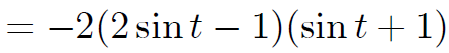 = −2(2 sin t − 1)(sin t + 1)